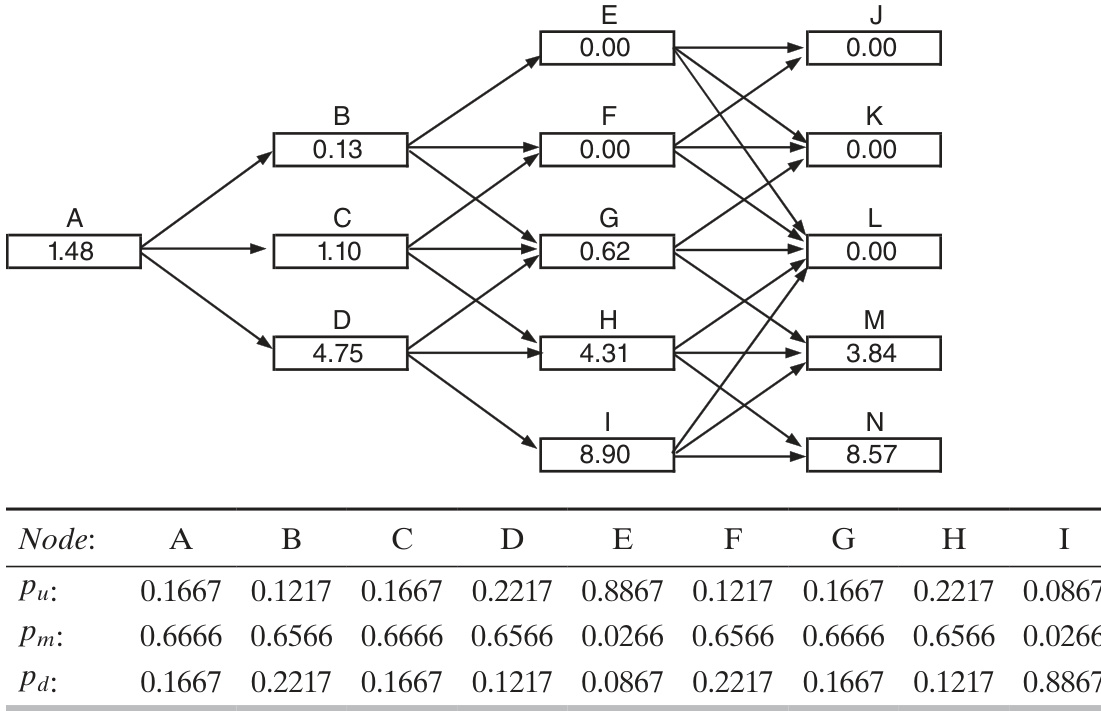 E
0.00
J
0.00
B
0.13
F
0.00
K
0.00
A
1.48
C
1.10
G
0.62
L
0.00
D
4.75
H
4.31
M
3.84
I
8.90
N
8.57
Node: A B C D E F G H I
pu: 0.1667 0.1217 0.1667 0.2217 0.8867 0.1217 0.1667 0.2217 0.0867
pm: 0.6666 0.6566 0.6666 0.6566 0.0266 0.6566 0.6666 0.6566 0.0266
pd: 0.1667 0.2217 0.1667 0.1217 0.0867 0.2217 0.1667 0.1217 0.8867